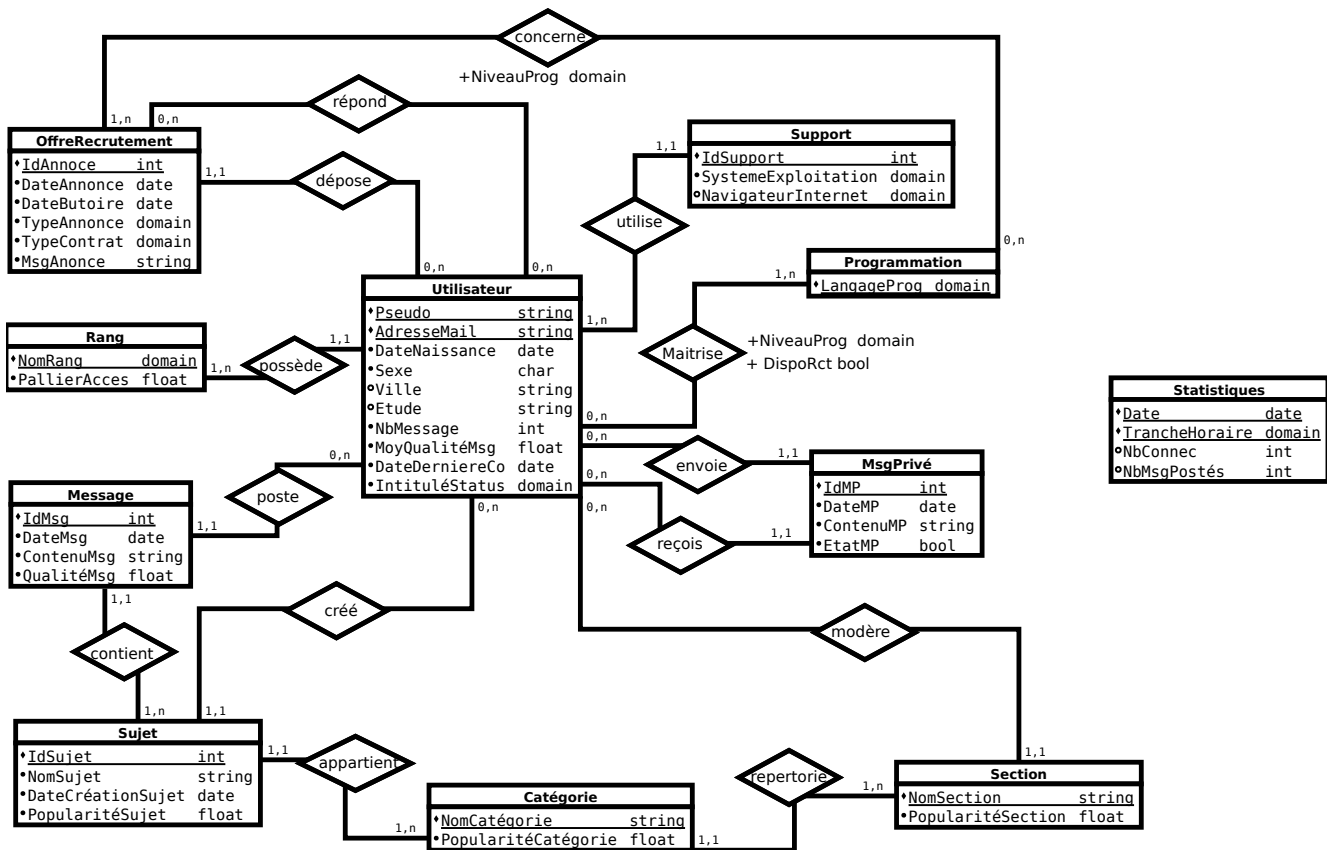 concerne
+NiveauProg domain
répond
1,n
0,n
OffreRecrutement
IdAnnoce int
DateAnnonce date
DateButoire date
TypeAnnonce domain
TypeContrat domain
MsgAnonce string
1,1
dépose
0,n
0,n
Support
IdSupport int
SystemeExploitation domain
NavigateurInternet domain
1,1
utilise
1,n
0,n
Programmation
LangageProg domain
1,n
Maitrise
+NiveauProg domain
+ DispoRct bool
0,n
Utilisateur
Pseudo string
AdresseMail string
DateNaissance date
Sexe char
Ville string
Etude string
NbMessage int
MoyQualitéMsg float
DateDerniereCo date
IntituléStatus domain
Rang
NomRang domain
PallierAcces float
1,n
possède
1,1
Statistiques
Date date
TrancheHoraire domain
NbConnec int
NbMsgPostés int
0,n
envoie
1,1
MsgPrivé
IdMP int
DateMP date
ContenuMP string
EtatMP bool
0,n
reçois
1,1
0,n
poste
1,1
Message
IdMsg int
DateMsg date
ContenuMsg string
QualitéMsg float
0,n
0,n
1,1
créé
modère
contient
1,n
1,1
1,1
Sujet
IdSujet int
NomSujet string
DateCréationSujet date
PopularitéSujet float
1,1
appartient
1,n
Catégorie
NomCatégorie string
PopularitéCatégorie float
1,1
repertorie
1,n
Section
NomSection string
PopularitéSection float